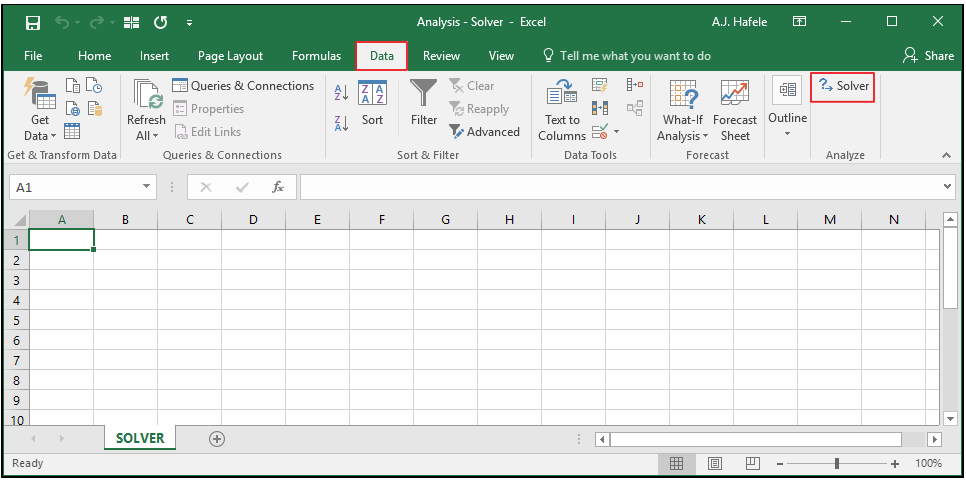 Analysis - Solver - Excel
A.J. Hafele
File Home Insert Page Layout Formulas Data Review View Tell me what you want to do Share
Get Data
Get & Transform Data
Refresh All
Queries & Connections
Properties
Edit Links
Queries & Connections
A Z
Z A
Z A A Z
Sort
Filter
Clear
Reapply
Advanced
Sort & Filter
Text to Columns
Data Tools
What-If Analysis
Forecast Sheet
Forecast
Outline
Solver
Analyze
A1
fx
A B C D E F G H I J K L M N
1
2
3
4
5
6
7
8
9
10
SOLVER
Ready
100%